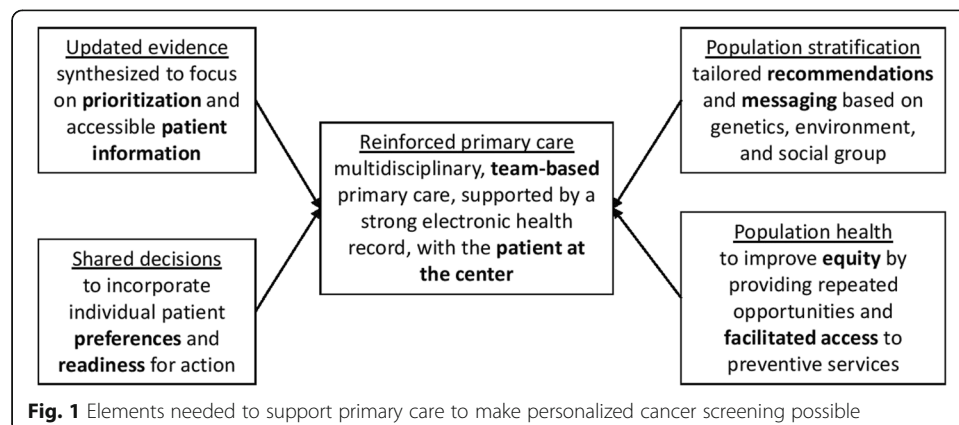 Updated evidence
synthesized to focus
on prioritization and
accessible patient
information
Shared decisions
to incorporate
individual patient
preferences and
readiness for action
Reinforced primary care
multidisciplinary, team-based
primary care, supported by a
strong electronic health
record, with the patient at
the center
Population stratification
tailored recommendations
and messaging based on
genetics, environment,
and social group
Population health
to improve equity by
providing repeated
opportunities and
facilitated access to
preventive services
Fig. 1 Elements needed to support primary care to make personalized cancer screening possible